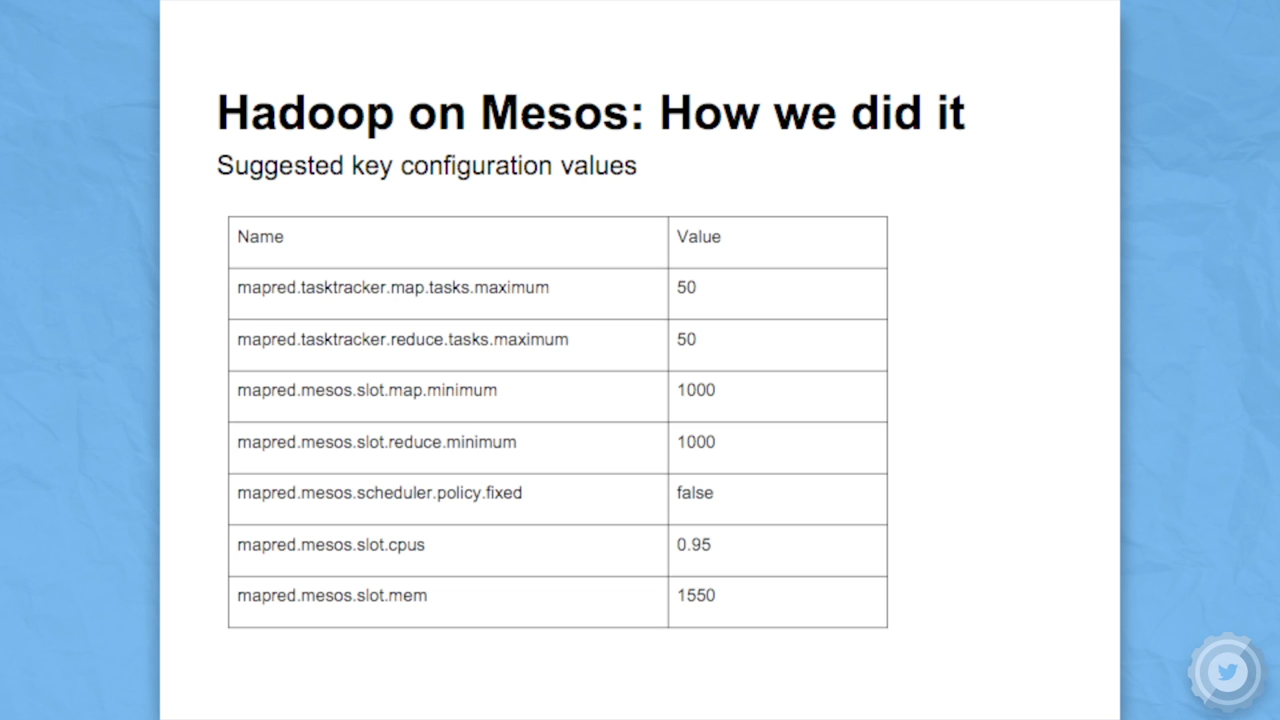 Hadoop on Mesos: How we did it
Suggested key configuration values
Name Value
mapred.tasktracker.map.tasks.maximum 50
mapred.tasktracker.reduce.tasks.maximum 50
mapred.mesos.slot.map.minimum 1000
mapred.mesos.slot.reduce.minimum 1000
mapred.mesos.scheduler.policy.fixed false
mapred.mesos.slot.cpus 0.95
mapred.mesos.slot.mem 1550